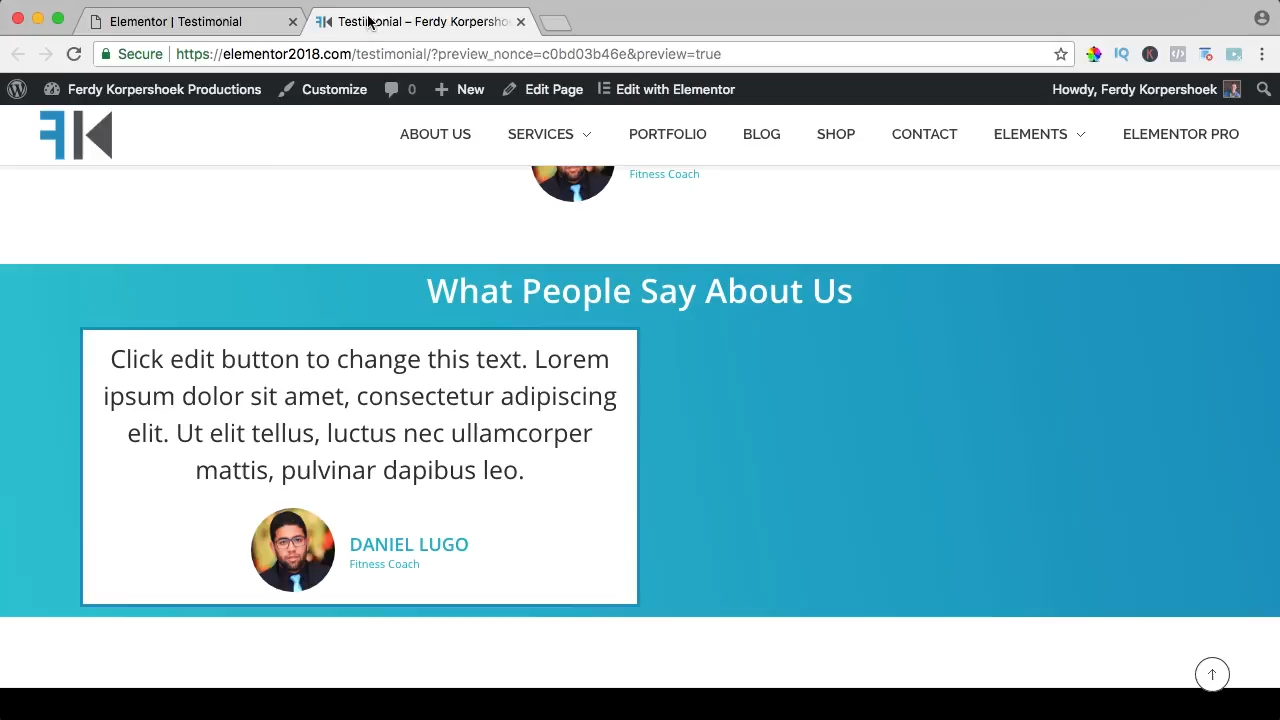 Elementor | Testimonial
Testimonial – Ferdy Korpersho
Secure
https://elementor2018.com/testimonial/?preview_nonce=c0bd03b46e&preview=true
Ferdy Korpershoek Productions
Customize
0
New
Edit Page
Edit with Elementor
Howdy, Ferdy Korpershoek
FK
ABOUT US
SERVICES
PORTFOLIO
BLOG
SHOP
CONTACT
ELEMENTS
ELEMENTOR PRO
Fitness Coach
What People Say About Us
Click edit button to change this text. Lorem
ipsum dolor sit amet, consectetur adipiscing
elit. Ut elit tellus, luctus nec ullamcorper
mattis, pulvinar dapibus leo.
DANIEL LUGO
Fitness Coach